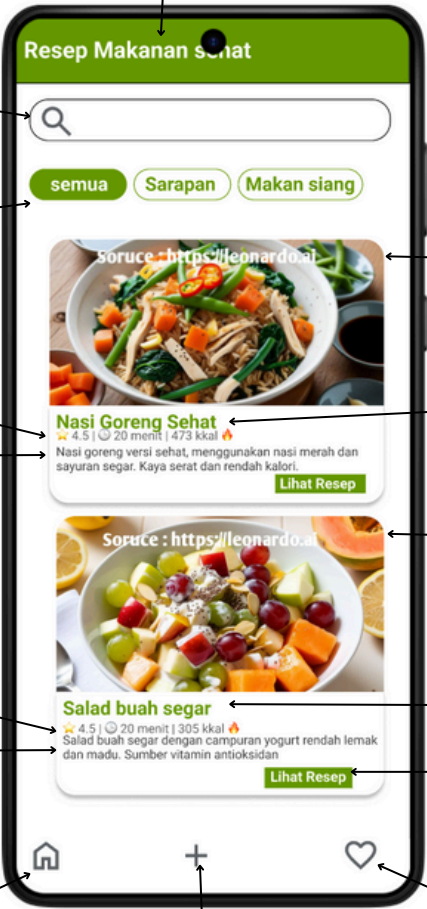 Resep Makanan sehat
semua
Sarapan
Makan siang
Soruce : https://leonardo.ai
Nasi Goreng Sehat
4.5 | 20 menit | 473 kkal
Nasi goreng versi sehat, menggunakan nasi merah dan
sayuran segar. Kaya serat dan rendah kalori.
Lihat Resep
Soruce : https://leonardo.ai
Salad buah segar
4.5 | 20 menit | 305 kkal
Salad buah segar dengan campuran yogurt rendah lemak
dan madu. Sumber vitamin antioksidan
Lihat Resep